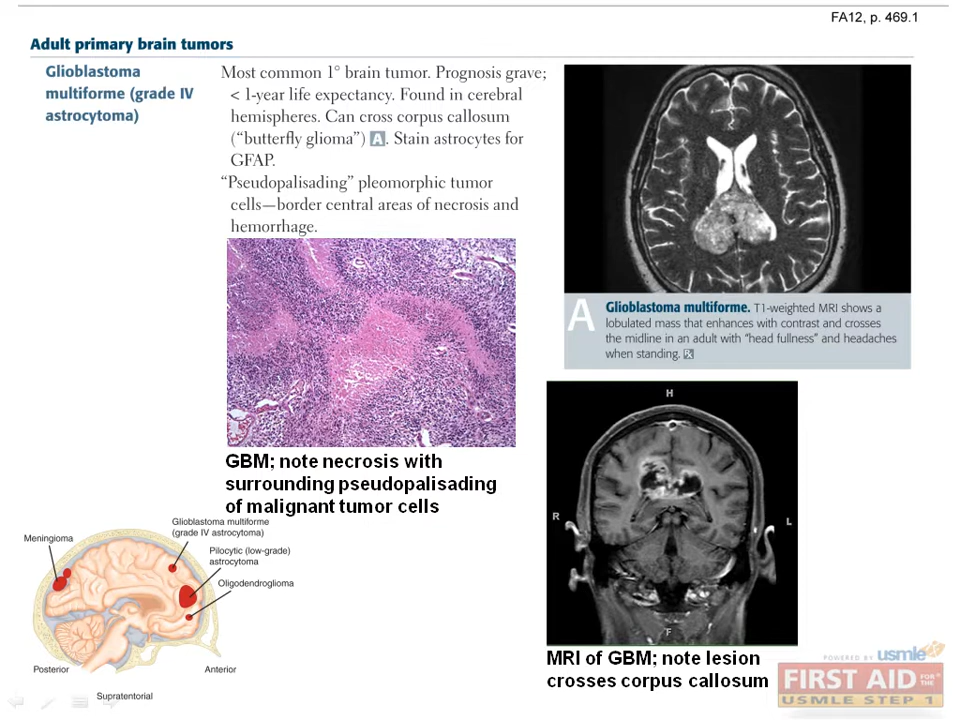 FA12, p. 469.1
Adult primary brain tumors
Glioblastoma
multiforme (grade IV
astrocytoma)
Most common 1° brain tumor. Prognosis grave;
< 1-year life expectancy. Found in cerebral
hemispheres. Can cross corpus callosum
(“butterfly glioma”) A. Stain astrocytes for
GFAP.
“Pseudopalisading” pleomorphic tumor
cells—border central areas of necrosis and
hemorrhage.
A
Glioblastoma multiforme. T1-weighted MRI shows a
lobulated mass that enhances with contrast and crosses
the midline in an adult with “head fullness” and headaches
when standing. ℞
GBM; note necrosis with
surrounding pseudopalisading
of malignant tumor cells
H
R
L
F
MRI of GBM; note lesion
crosses corpus callosum
Meningioma
Glioblastoma multiforme
(grade IV astrocytoma)
Pilocytic (low-grade)
astrocytoma
Oligodendroglioma
Posterior
Anterior
Supratentorial
POWERED BY usmle
FIRST AID FOR THE®
USMLE STEP 1